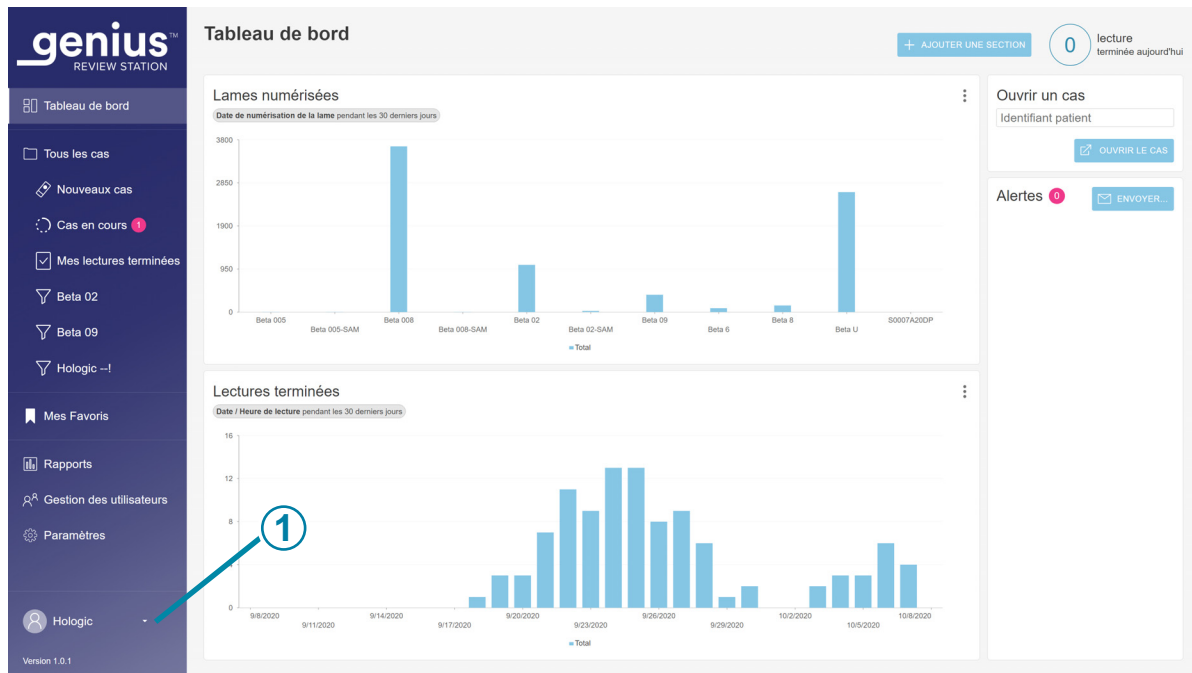 genius™
REVIEW STATION
Tableau de bord
Tous les cas
Nouveaux cas
Cas en cours 1
Mes lectures terminées
Beta 02
Beta 09
Hologic --!
Mes Favoris
Rapports
Gestion des utilisateurs
Paramètres
Hologic
Version 1.0.1
Tableau de bord
+ AJOUTER UNE SECTION
0
lecture
terminée aujourd'hui
Lames numérisées
Date de numérisation de la lame pendant les 30 derniers jours
3800
2850
1900
950
0
Beta 005
Beta 005-SAM
Beta 008
Beta 008-SAM
Beta 02
Beta 02-SAM
Beta 09
Beta 6
Beta 8
Beta U
S0007A20DP
Total
Lectures terminées
Date / Heure de lecture pendant les 30 derniers jours
16
12
8
0
9/8/2020
9/11/2020
9/14/2020
9/17/2020
9/20/2020
9/23/2020
9/26/2020
9/29/2020
10/2/2020
10/5/2020
10/8/2020
Total
1
Ouvrir un cas
Identifiant patient
OUVRIR LE CAS
Alertes 0
ENVOYER...